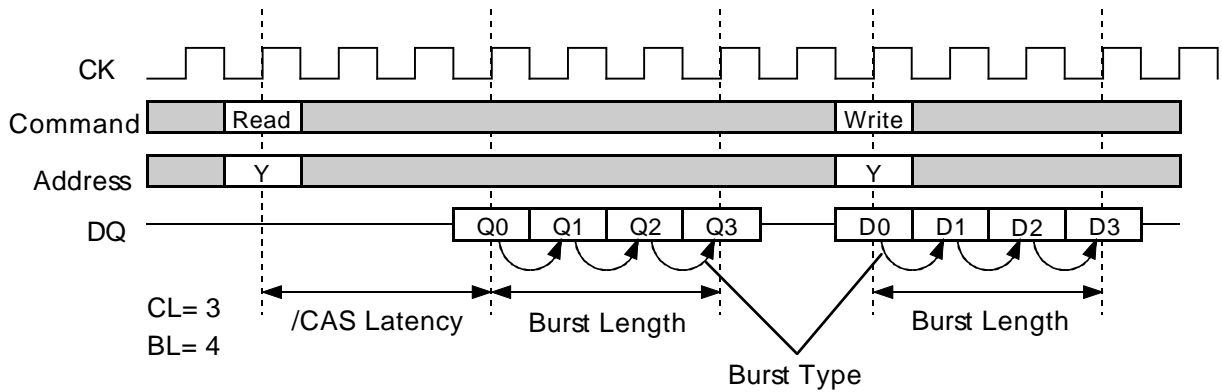 CK
Command Read Write
Address Y Y
DQ Q0 Q1 Q2 Q3 D0 D1 D2 D3
CL= 3 /CAS Latency Burst Length Burst Length
BL= 4
Burst Type